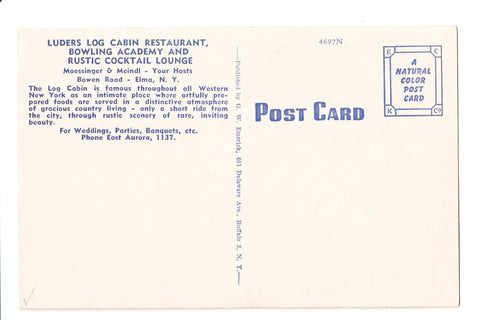 LUDERS LOG CABIN RESTAURANT,
BOWLING ACADEMY AND
RUSTIC COCKTAIL LOUNGE
Moessinger & Meindl - Your Hosts
Bowen Road - Elma, N. Y.
The Log Cabin is famous throughout all Western
New York as an intimate place where artfully pre-
pared foods are served in a distinctive atmosphere
of gracious country living - only a short ride from
the city, through rustic scenery of rare, inviting
beauty.
For Weddings, Parties, Banquets, etc.
Phone East Aurora, 1137.
—Published by G. W. Emerick, 401 Delaware Ave., Buffalo 2, N. Y.—
4697N
POST CARD
E C
A
NATURAL
COLOR
POST
CARD
K Co